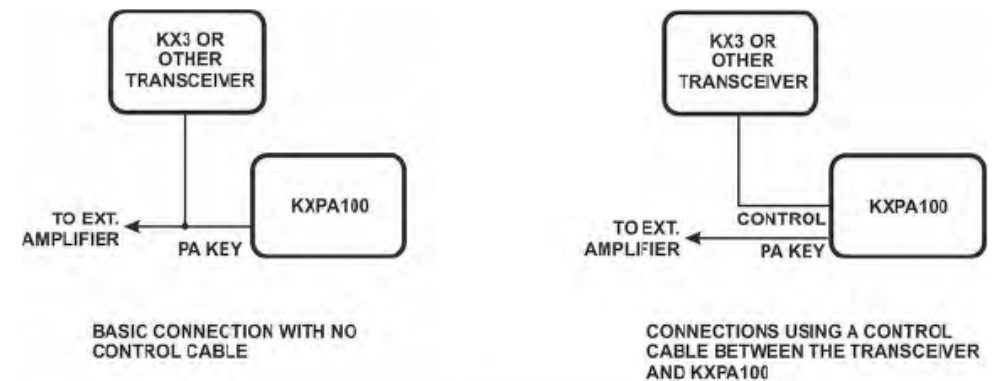 KX3 OR
OTHER
TRANSCEIVER
KXPA100
TO EXT.
AMPLIFIER
PA KEY
BASIC CONNECTION WITH NO
CONTROL CABLE
KX3 OR
OTHER
TRANSCEIVER
KXPA100
CONTROL
TO EXT.
AMPLIFIER
PA KEY
CONNECTIONS USING A CONTROL
CABLE BETWEEN THE TRANSCEIVER
AND KXPA100